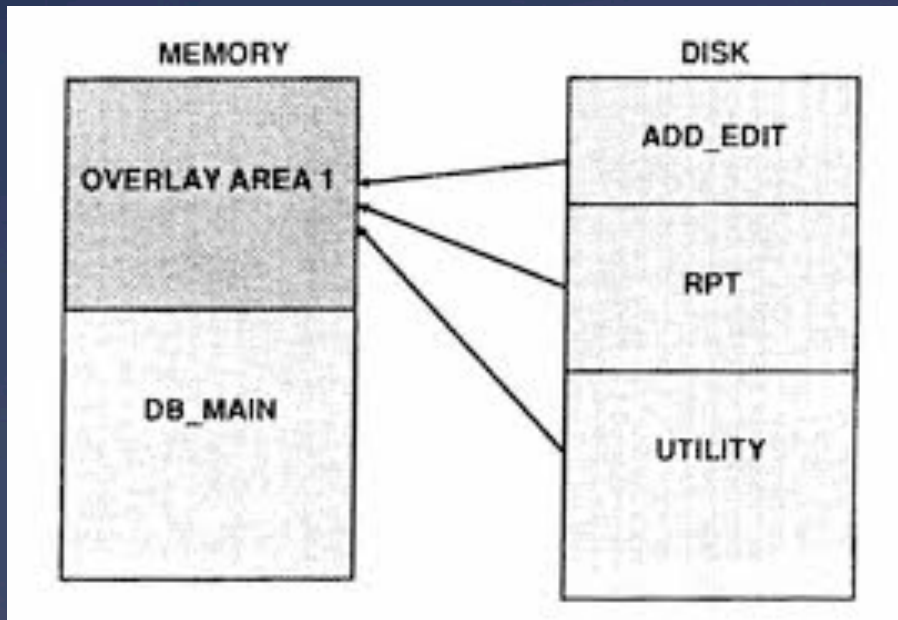 MEMORY
DISK
OVERLAY AREA 1
DB_MAIN
ADD_EDIT
RPT
UTILITY